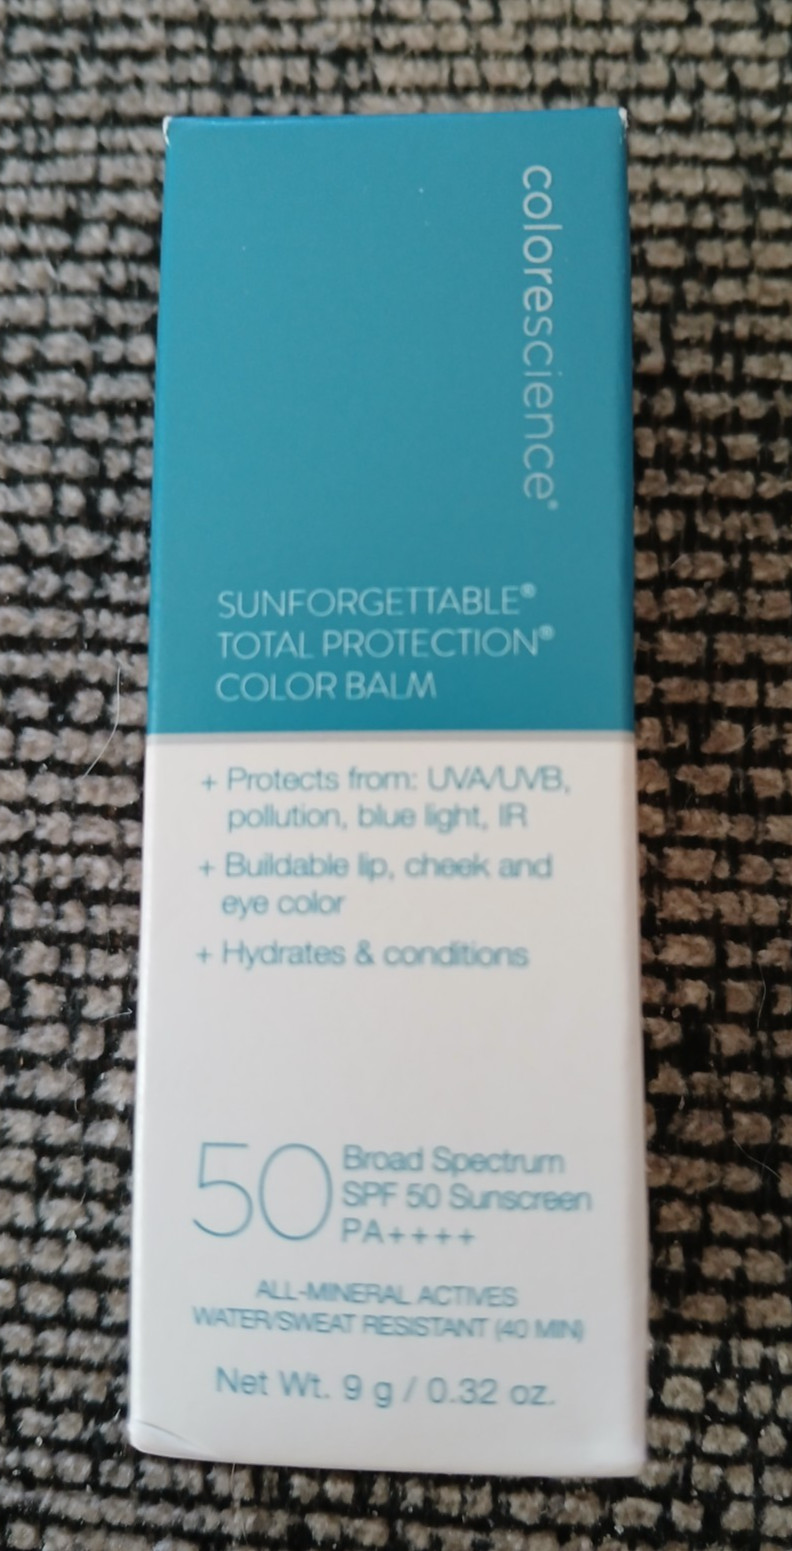 colorescience®
SUNFORGETTABLE®
TOTAL PROTECTION®
COLOR BALM
+ Protects from: UVA/UVB,
pollution, blue light, IR
+ Buildable lip, cheek and
eye color
+ Hydrates & conditions
50
Broad Spectrum
SPF 50 Sunscreen
PA++++
ALL-MINERAL ACTIVES
WATER/SWEAT RESISTANT (40 MIN)
Net Wt. 9 g / 0.32 oz.